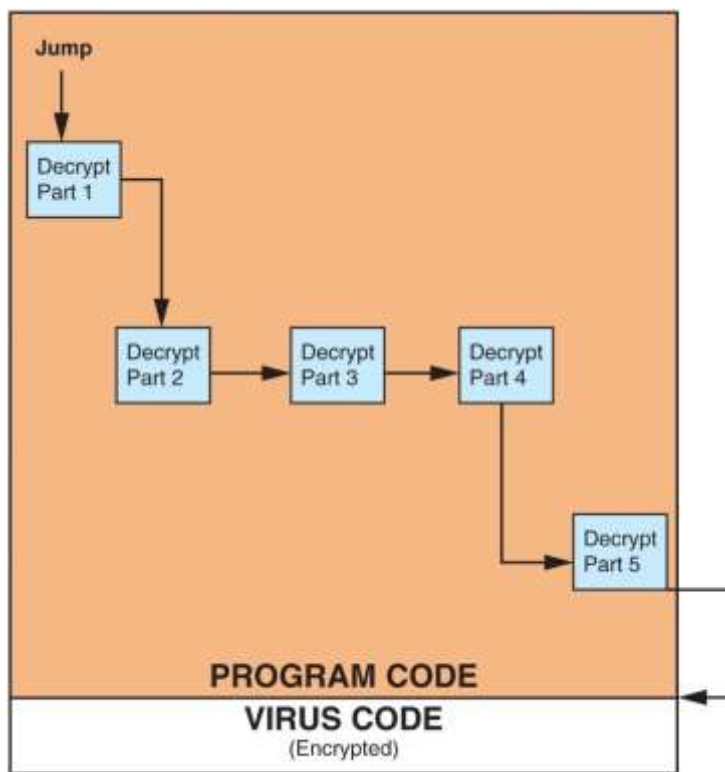 Jump
Decrypt
Part 1
Decrypt
Part 2
Decrypt
Part 3
Decrypt
Part 4
Decrypt
Part 5
PROGRAM CODE
VIRUS CODE
(Encrypted)